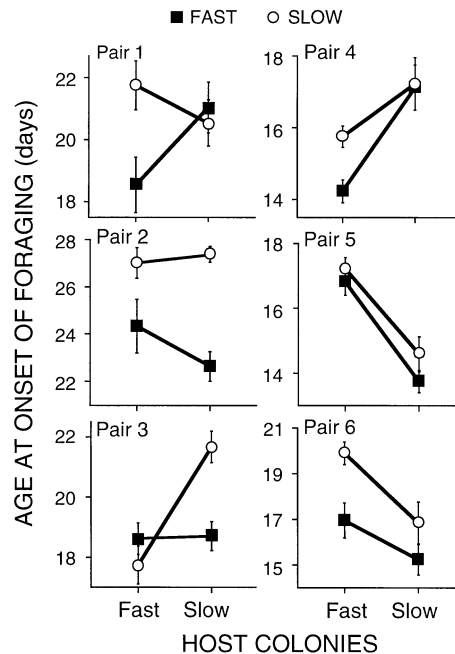 ■ FAST ○ SLOW
Pair 1
22
20
18
Pair 4
18
16
14
Pair 2
28
26
24
22
Pair 5
18
16
14
Pair 3
22
20
18
Pair 6
21
19
17
15
Fast Slow
Fast Slow
AGE AT ONSET OF FORAGING (days)
HOST COLONIES